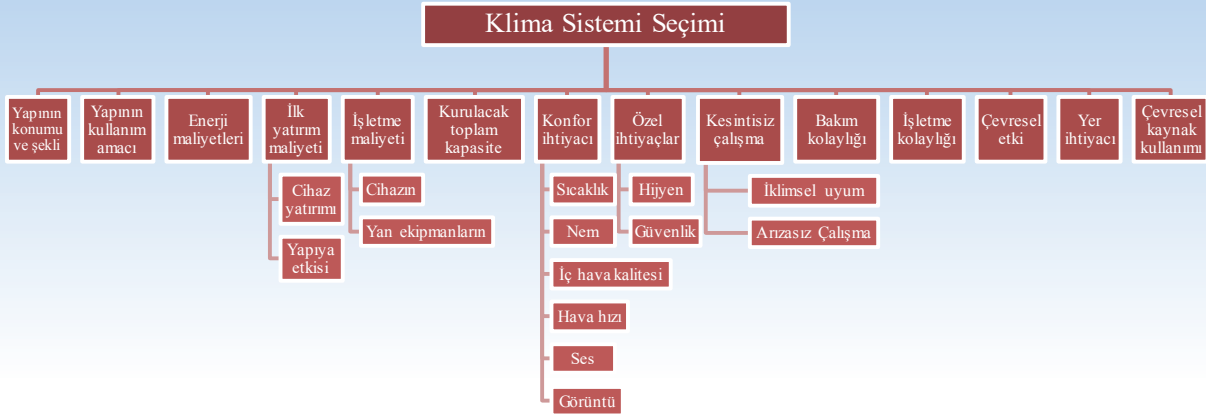 Klima Sistemi Seçimi
Yapının
konumu
ve şekli
Yapının
kullanım
amacı
Enerji
maliyetleri
İlk
yatırım
maliyeti
İşletme
maliyeti
Kurulacak
toplam
kapasite
Konfor
ihtiyacı
Özel
ihtiyaçlar
Kesintisiz
çalışma
Bakım
kolaylığı
İşletme
kolaylığı
Çevresel
etki
Yer
ihtiyacı
Çevresel
kaynak
kullanımı
Cihaz
yatırımı
Yapıya
etkisi
Cihazın
Yan ekipmanların
Sıcaklık
Nem
İç hava kalitesi
Hava hızı
Ses
Görüntü
Hijyen
Güvenlik
İklimsel uyum
Arızasız Çalışma